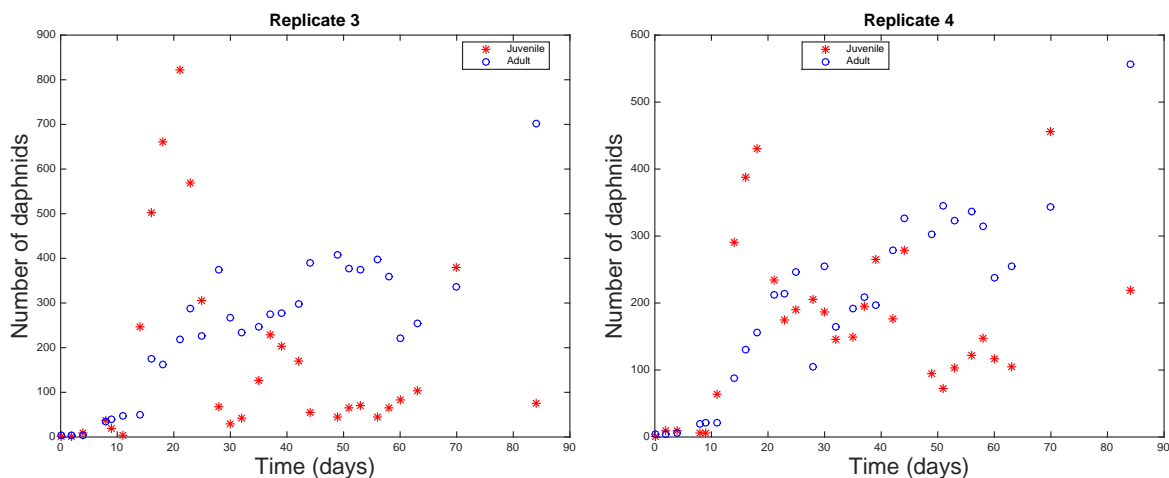 Replicate 3
900
800
700
600
500
400
300
200
100
0
Number of daphnids
Juvenile
Adult
0 10 20 30 40 50 60 70 80 90
Time (days)
Replicate 4
600
500
400
300
200
100
0
Number of daphnids
Juvenile
Adult
0 10 20 30 40 50 60 70 80 90
Time (days)